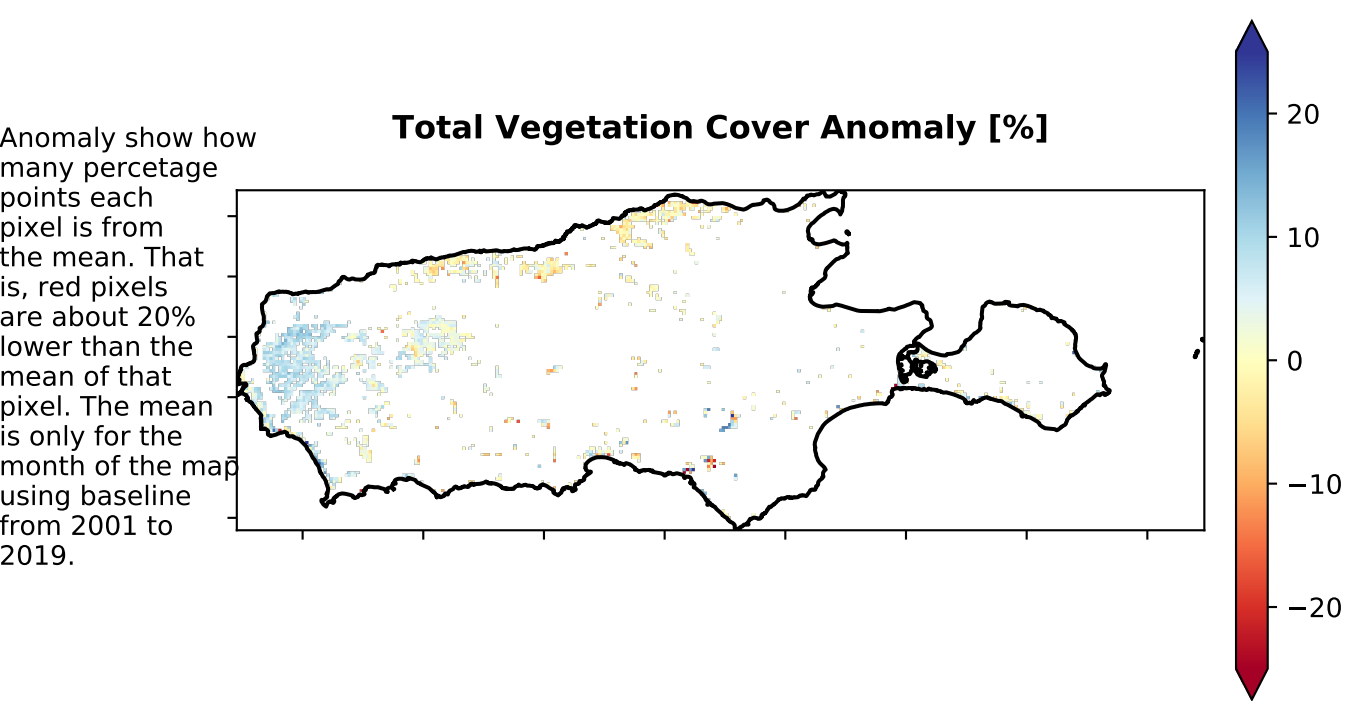 Total Vegetation Cover Anomaly [%]
Anomaly show how
many percetage
points each
pixel is from
the mean. That
is, red pixels
are about 20%
lower than the
mean of that
pixel. The mean
is only for the
month of the map
using baseline
from 2001 to
2019.
20
10
0
−10
−20